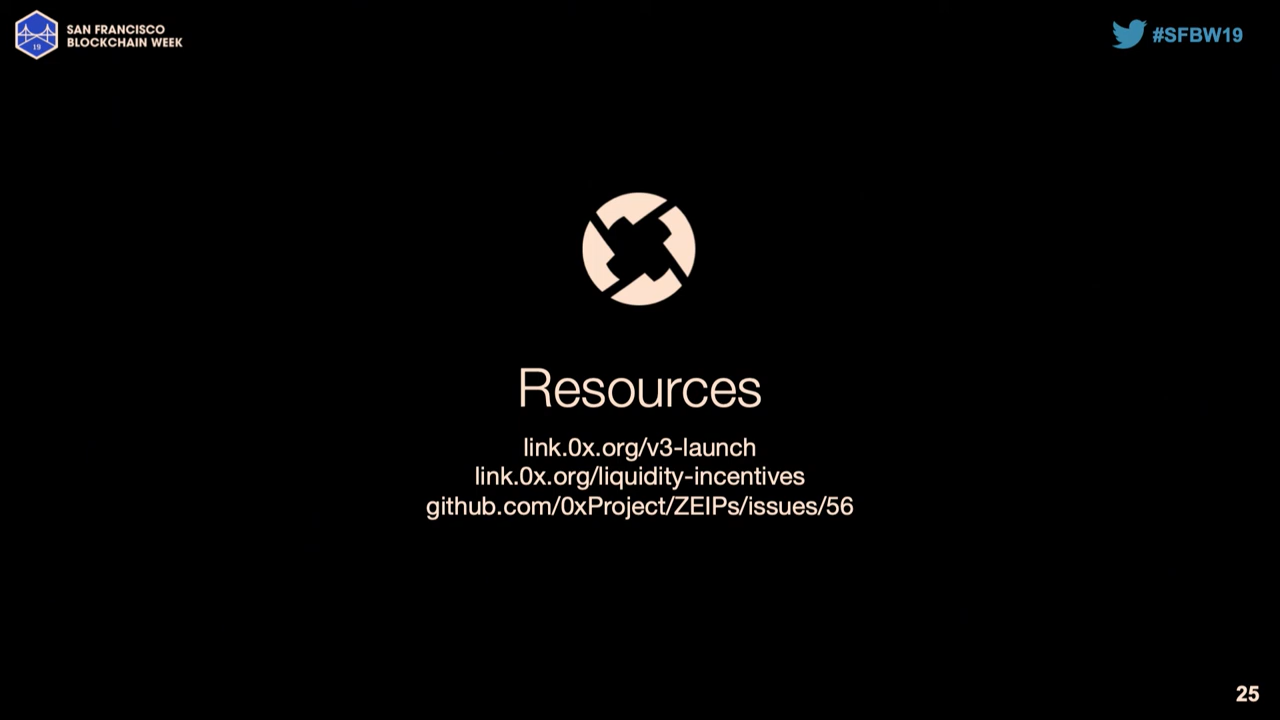 SAN FRANCISCO
BLOCKCHAIN WEEK
19
#SFBW19
Resources
link.0x.org/v3-launch
link.0x.org/liquidity-incentives
github.com/0xProject/ZEIPs/issues/56
25